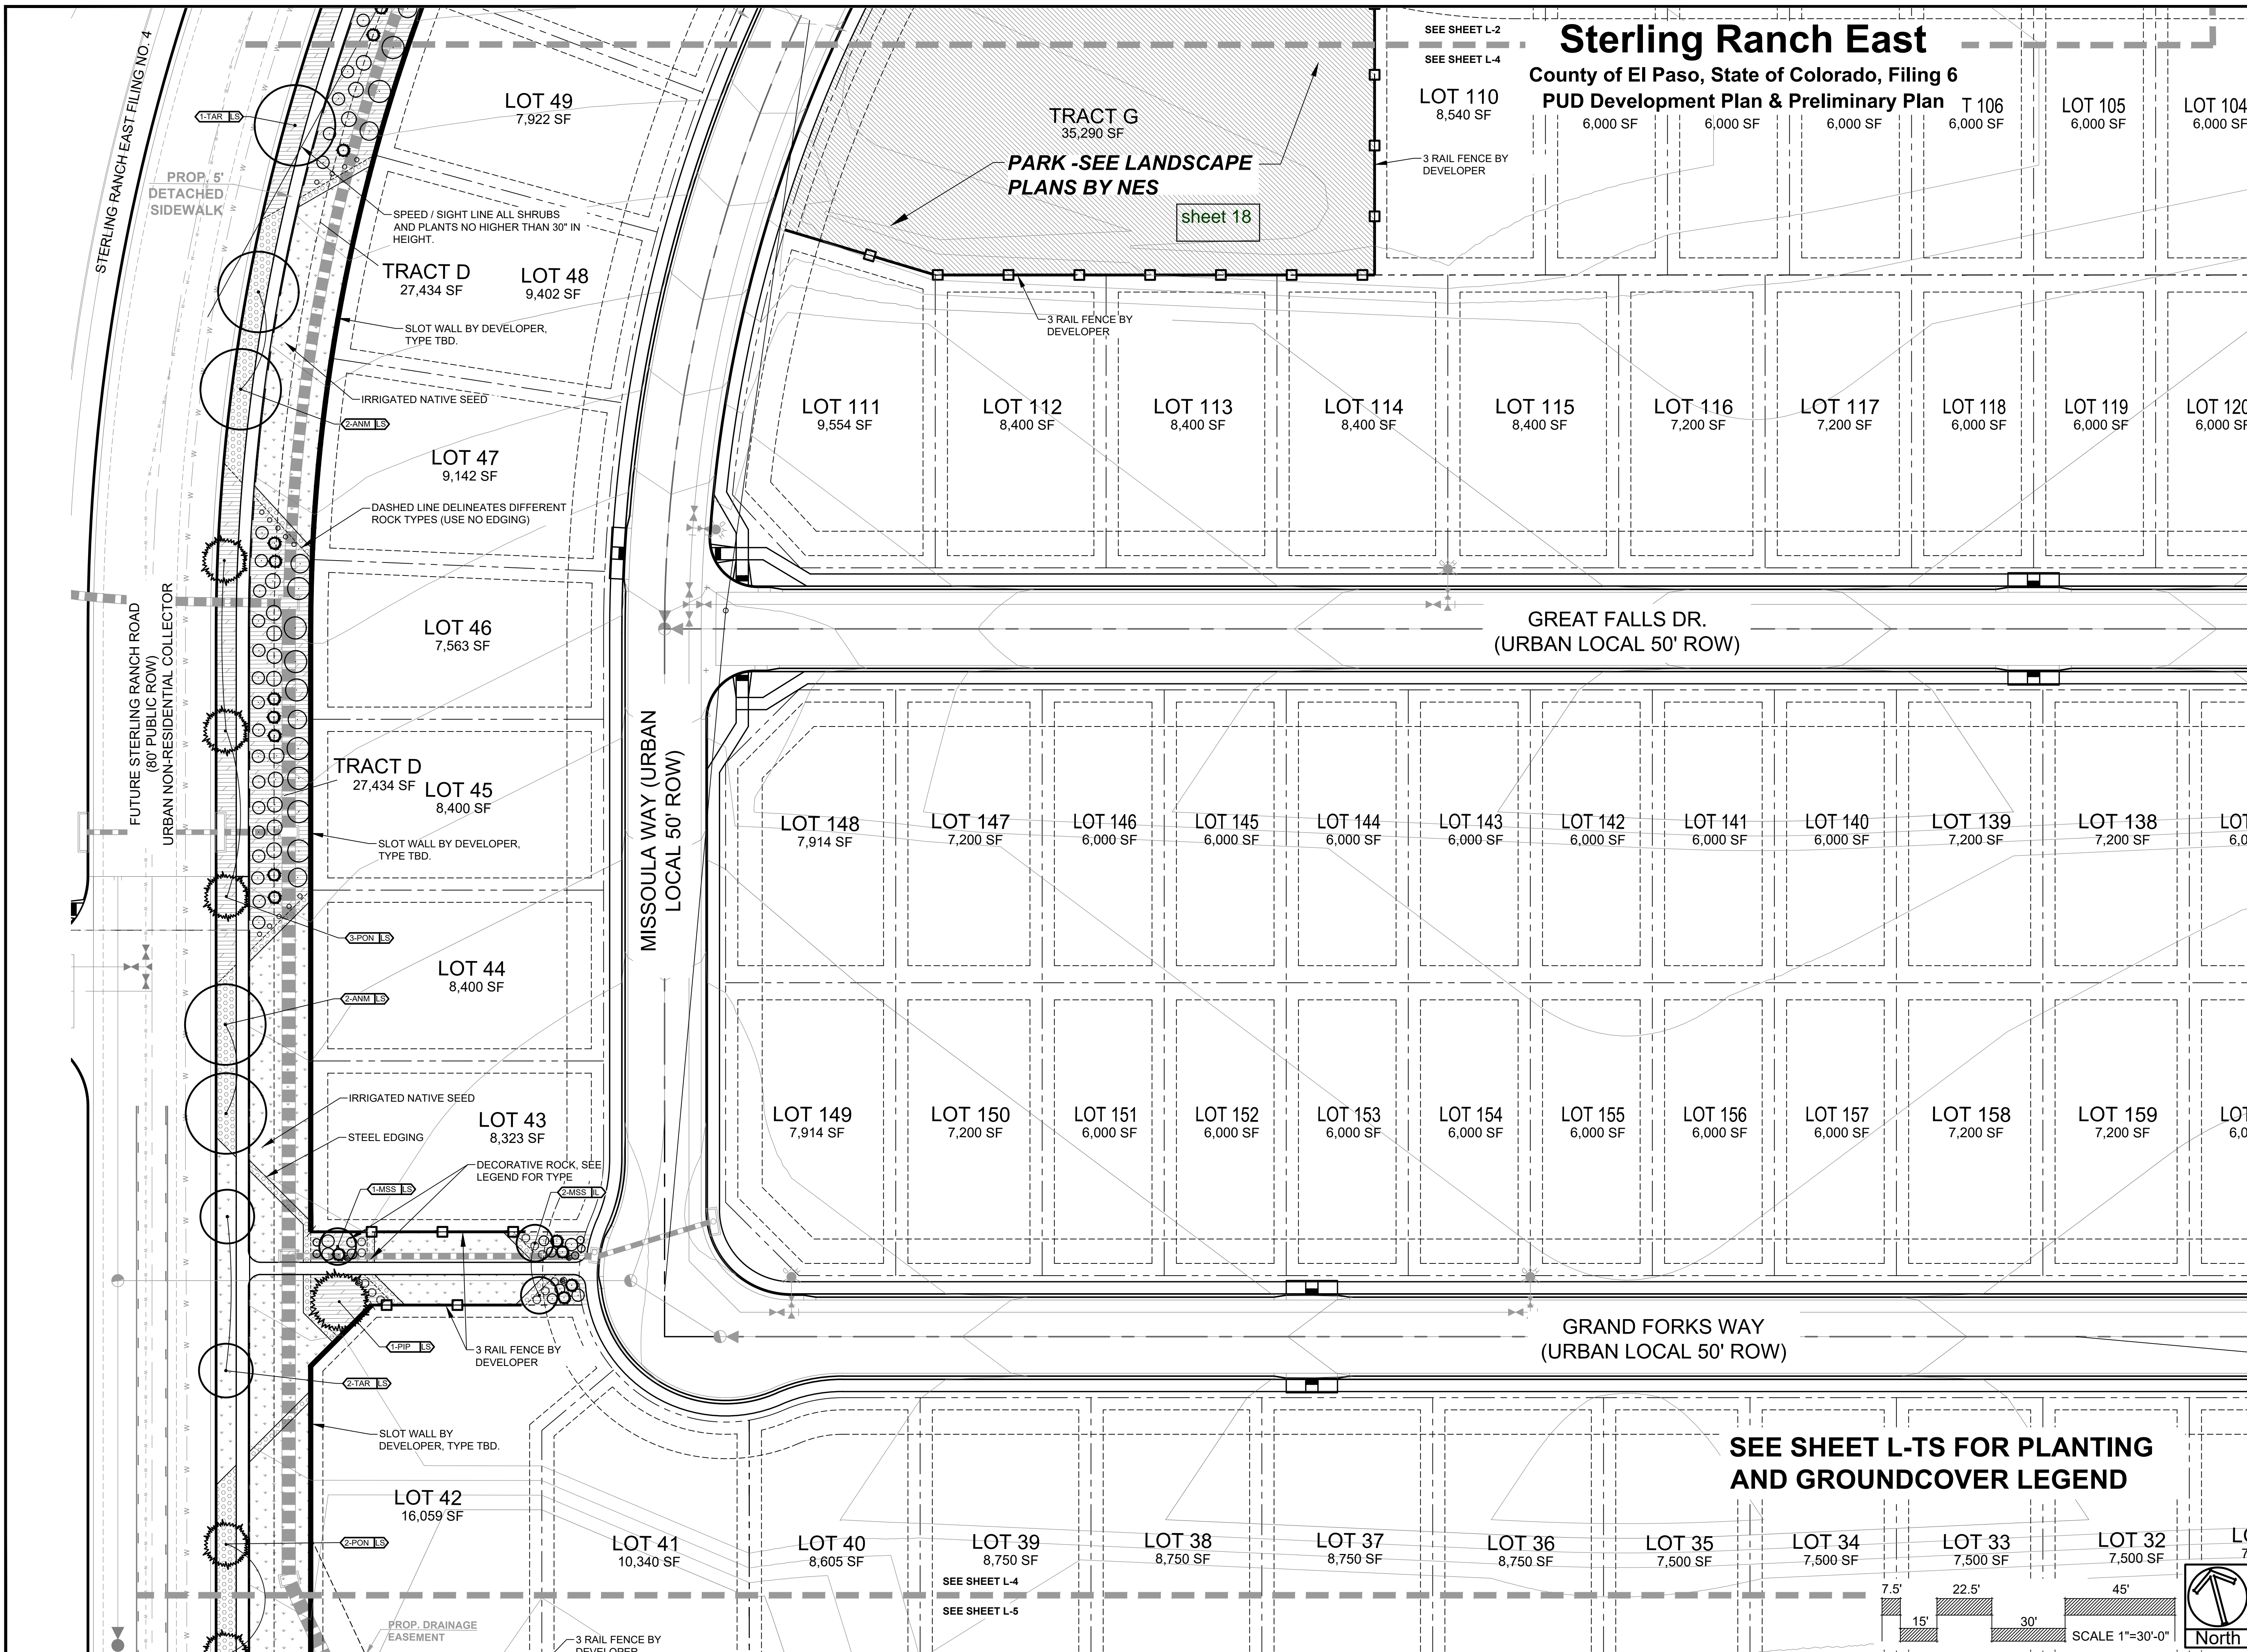 Sterling Ranch East
County of El Paso, State of Colorado, Filing 6
PUD Development Plan & Preliminary Plan
SEE SHEET L-2
SEE SHEET L-4
STERLING RANCH EAST FILING NO. 4
1-TAR LS
PROP. 5'
DETACHED
SIDEWALK
LOT 49
7,922 SF
SPEED / SIGHT LINE ALL SHRUBS
AND PLANTS NO HIGHER THAN 30" IN
HEIGHT.
TRACT D
27,434 SF
LOT 48
9,402 SF
SLOT WALL BY DEVELOPER,
TYPE TBD.
IRRIGATED NATIVE SEED
2-ANM LS
LOT 47
9,142 SF
DASHED LINE DELINEATES DIFFERENT
ROCK TYPES (USE NO EDGING)
TRACT G
35,290 SF
PARK -SEE LANDSCAPE
PLANS BY NES
sheet 18
3 RAIL FENCE BY
DEVELOPER
3 RAIL FENCE BY
DEVELOPER
LOT 110
8,540 SF
6,000 SF
6,000 SF
6,000 SF
T 106
6,000 SF
LOT 105
6,000 SF
LOT 104
6,000 SF
LOT 111
9,554 SF
LOT 112
8,400 SF
LOT 113
8,400 SF
LOT 114
8,400 SF
LOT 115
8,400 SF
LOT 116
7,200 SF
LOT 117
7,200 SF
LOT 118
6,000 SF
LOT 119
6,000 SF
LOT 120
6,000 SF
FUTURE STERLING RANCH ROAD
(80' PUBLIC ROW)
URBAN NON-RESIDENTIAL COLLECTOR
LOT 46
7,563 SF
GREAT FALLS DR.
(URBAN LOCAL 50' ROW)
MISSOULA WAY (URBAN
LOCAL 50' ROW)
TRACT D
27,434 SF
LOT 45
8,400 SF
SLOT WALL BY DEVELOPER,
TYPE TBD.
3-PON LS
LOT 44
8,400 SF
2-ANM LS
LOT 148
7,914 SF
LOT 147
7,200 SF
LOT 146
6,000 SF
LOT 145
6,000 SF
LOT 144
6,000 SF
LOT 143
6,000 SF
LOT 142
6,000 SF
LOT 141
6,000 SF
LOT 140
6,000 SF
LOT 139
7,200 SF
LOT 138
7,200 SF
IRRIGATED NATIVE SEED
STEEL EDGING
LOT 43
8,323 SF
DECORATIVE ROCK, SEE
LEGEND FOR TYPE
1-MSS LS
2-MSS IL
LOT 149
7,914 SF
LOT 150
7,200 SF
LOT 151
6,000 SF
LOT 152
6,000 SF
LOT 153
6,000 SF
LOT 154
6,000 SF
LOT 155
6,000 SF
LOT 156
6,000 SF
LOT 157
6,000 SF
LOT 158
7,200 SF
LOT 159
7,200 SF
1-PIP LS
3 RAIL FENCE BY
DEVELOPER
2-TAR LS
GRAND FORKS WAY
(URBAN LOCAL 50' ROW)
SLOT WALL BY
DEVELOPER, TYPE TBD.
SEE SHEET L-TS FOR PLANTING
AND GROUNDCOVER LEGEND
LOT 42
16,059 SF
2-PON LS
LOT 41
10,340 SF
LOT 40
8,605 SF
LOT 39
8,750 SF
LOT 38
8,750 SF
LOT 37
8,750 SF
LOT 36
8,750 SF
LOT 35
7,500 SF
LOT 34
7,500 SF
LOT 33
7,500 SF
LOT 32
7,500 SF
SEE SHEET L-4
SEE SHEET L-5
PROP. DRAINAGE
EASEMENT
3 RAIL FENCE BY
DEVELOPER
7.5' 22.5' 45'
15' 30'
SCALE 1"=30'-0"
North